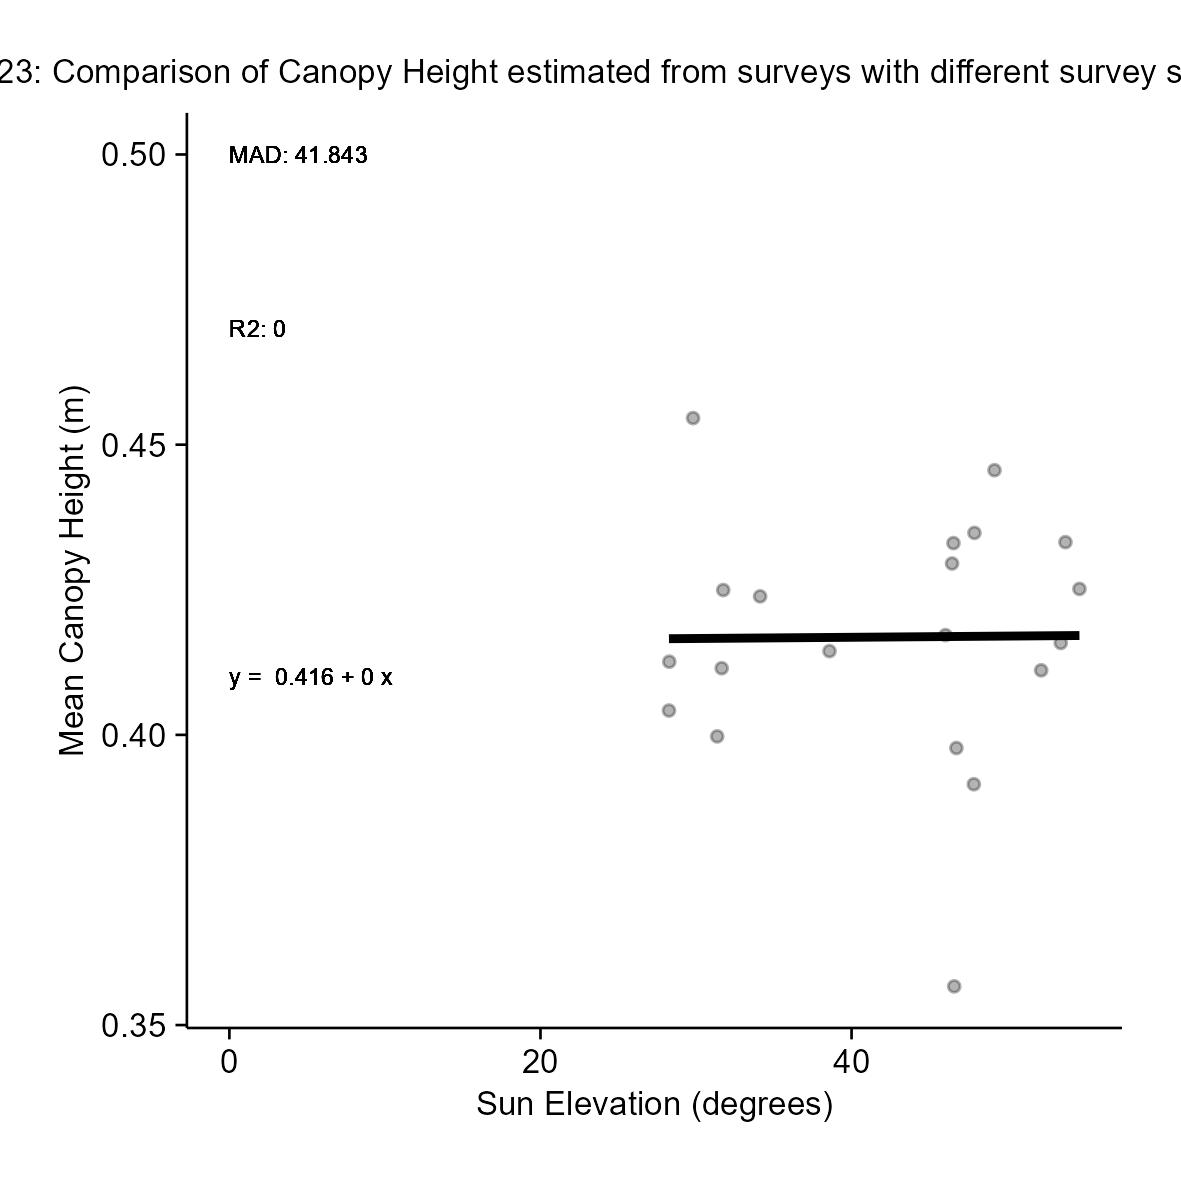 23: Comparison of Canopy Height estimated from surveys with different survey s
0.50
MAD: 41.843
R2: 0
0.45
Mean Canopy Height (m)
y =  0.416 + 0 x
0.40
0.35
0 20 40
Sun Elevation (degrees)